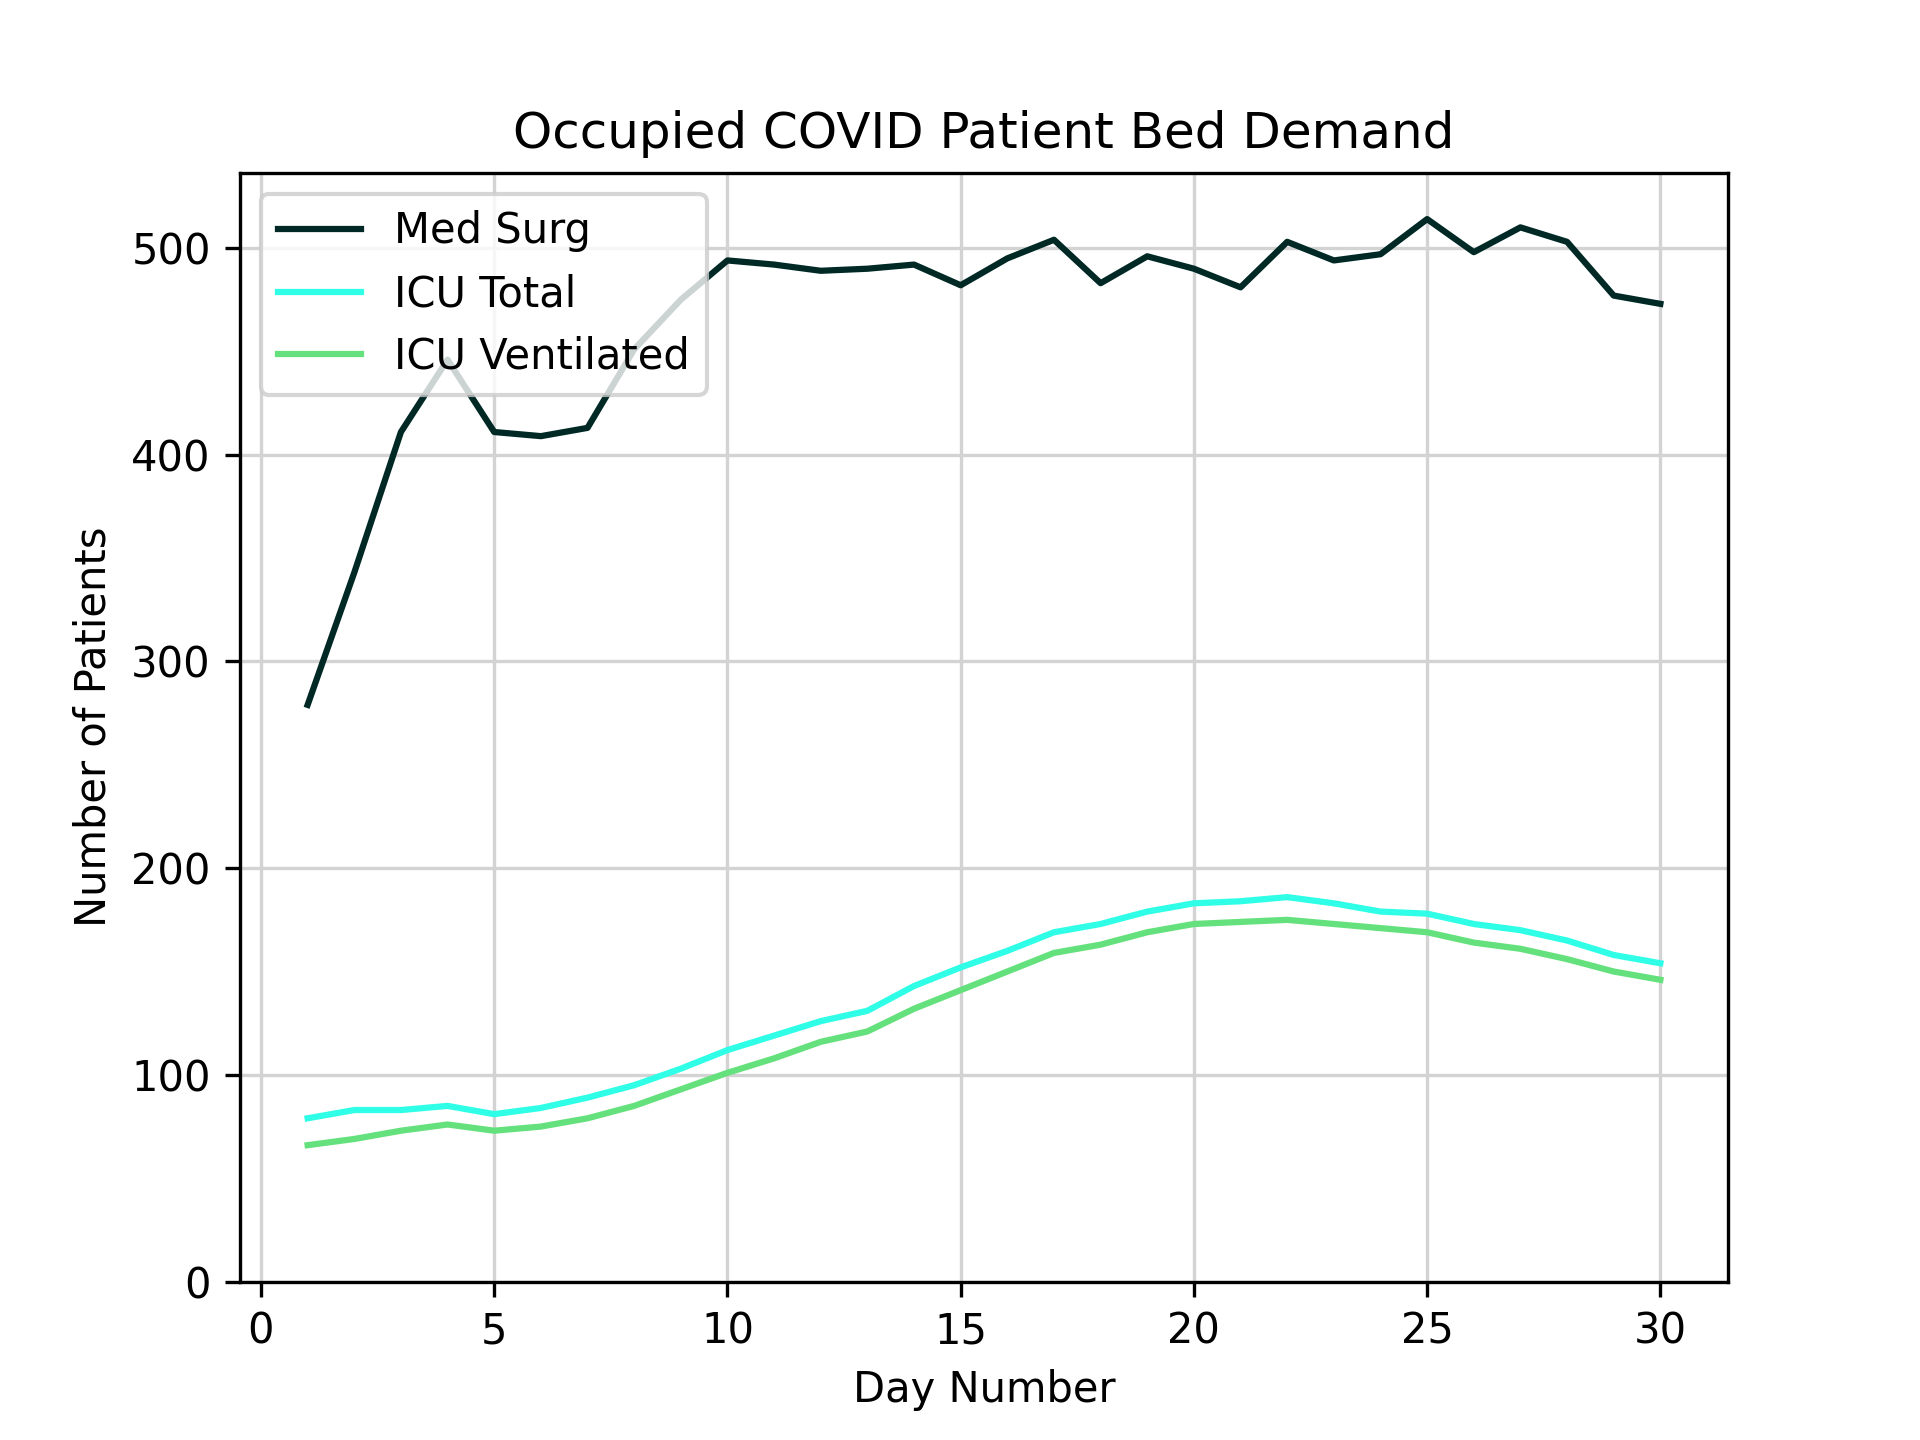 Occupied COVID Patient Bed Demand
Med Surg
ICU Total
ICU Ventilated
500
400
300
200
100
0
Number of Patients
0 5 10 15 20 25 30
Day Number